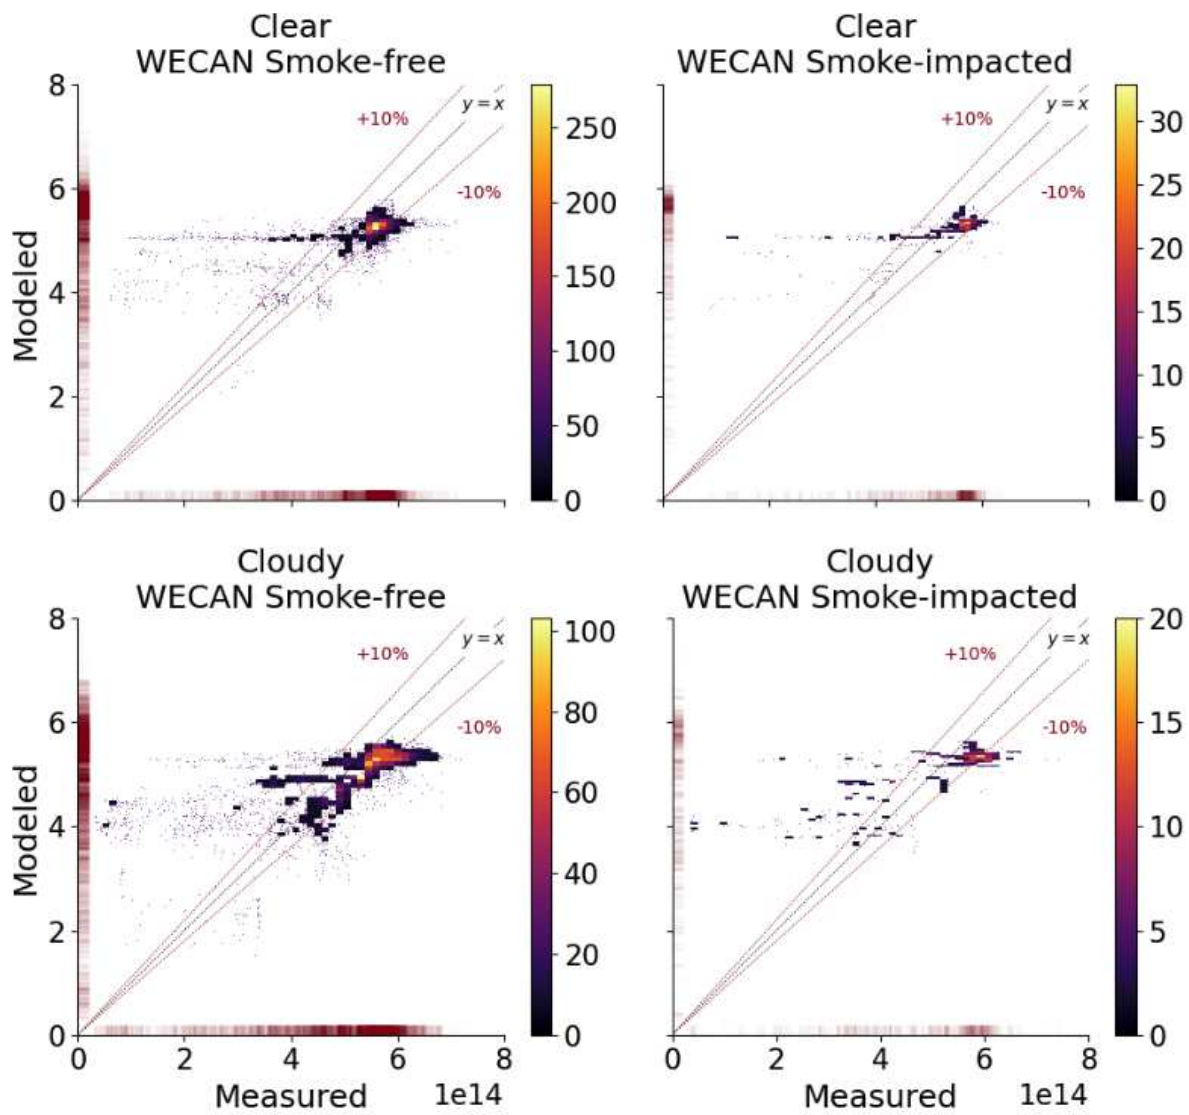 Clear
WECAN Smoke-free
Clear
WECAN Smoke-impacted
8
6
4
2
0
Modeled
+10%
y = x
-10%
250
200
150
100
50
0
+10%
y = x
-10%
30
25
20
15
10
5
0
Cloudy
WECAN Smoke-free
Cloudy
WECAN Smoke-impacted
8
6
4
2
0
Modeled
+10%
y = x
-10%
100
80
60
40
20
0
+10%
y = x
-10%
20
15
10
5
0
0 2 4 6 8
Measured 1e14
0 2 4 6 8
Measured 1e14